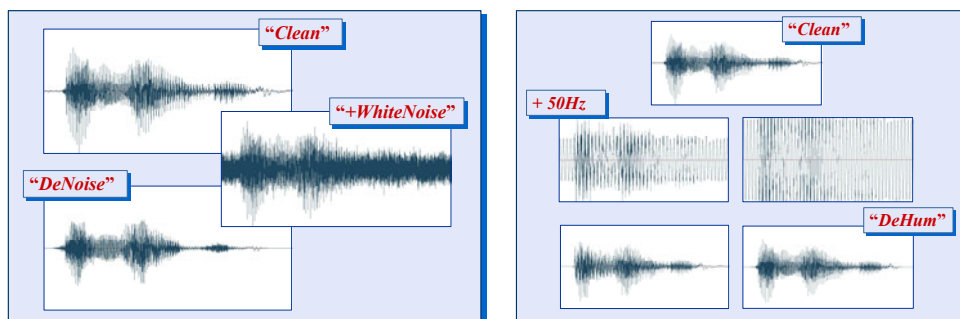 “Clean”
“+WhiteNoise”
“DeNoise”
“Clean”
+ 50Hz
“DeHum”